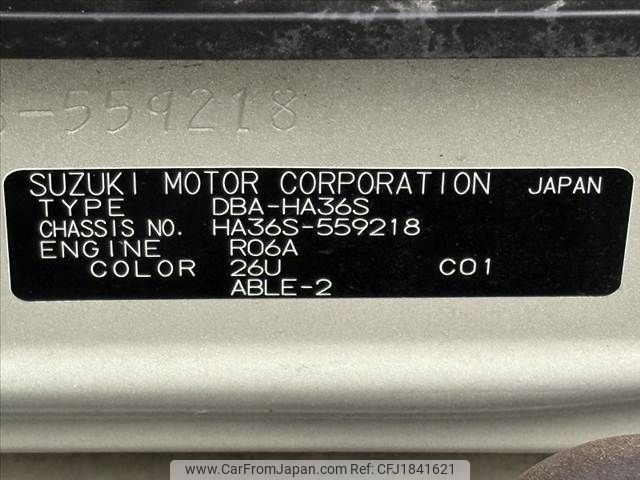 -559218
SUZUKI MOTOR CORPORATION JAPAN
TYPE DBA-HA36S
CHASSIS NO. HA36S-559218
ENGINE R06A
COLOR 26U C01
ABLE-2
www.CarFromJapan.com CFJ1841621